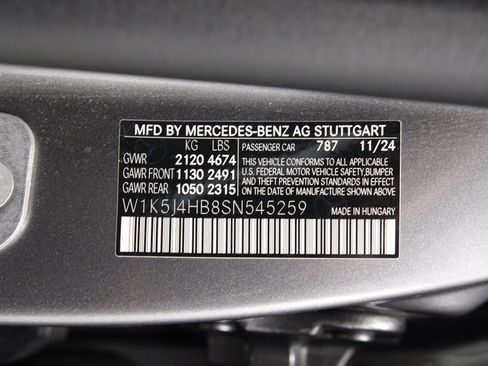 MFD BY MERCEDES-BENZ AG STUTTGART
KG LBS PASSENGER CAR 787 11/24
GVWR 2120 4674
GAWR FRONT 1130 2491
GAWR REAR 1050 2315
THIS VEHICLE CONFORMS TO ALL APPLICABLE
U.S. FEDERAL MOTOR VEHICLE SAFETY,BUMPER
AND THEFT PREVENTION STANDARDS IN EFFECT
ON THE DATE OF MANUFACTURE SHOWN ABOVE.
W1K5J4HB8SN545259 MADE IN HUNGARY